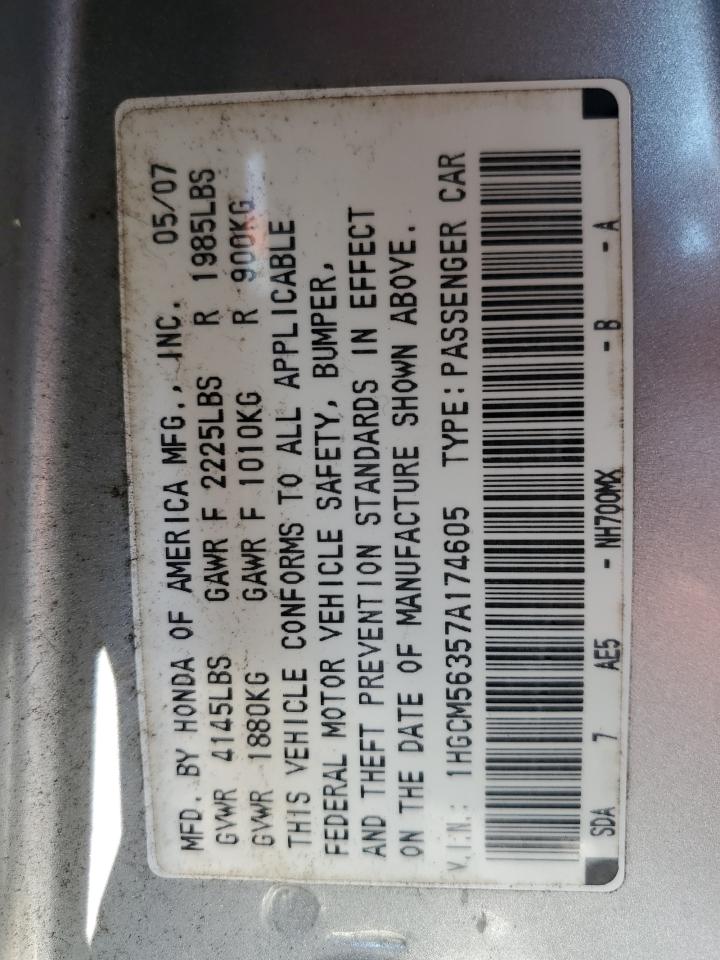 MFD. BY HONDA OF AMERICA MFG., INC. 05/07
GVWR 4145LBS GAWR F 2225LBS R 1985LBS
GVWR 1880KG GAWR F 1010KG R 900KG
THIS VEHICLE CONFORMS TO ALL APPLICABLE
FEDERAL MOTOR VEHICLE SAFETY, BUMPER,
AND THEFT PREVENTION STANDARDS IN EFFECT
ON THE DATE OF MANUFACTURE SHOWN ABOVE.
V.I.N.: 1HGCM56357A174605 TYPE: PASSENGER CAR
SDA 7 AE5 - NH700MX - B - A